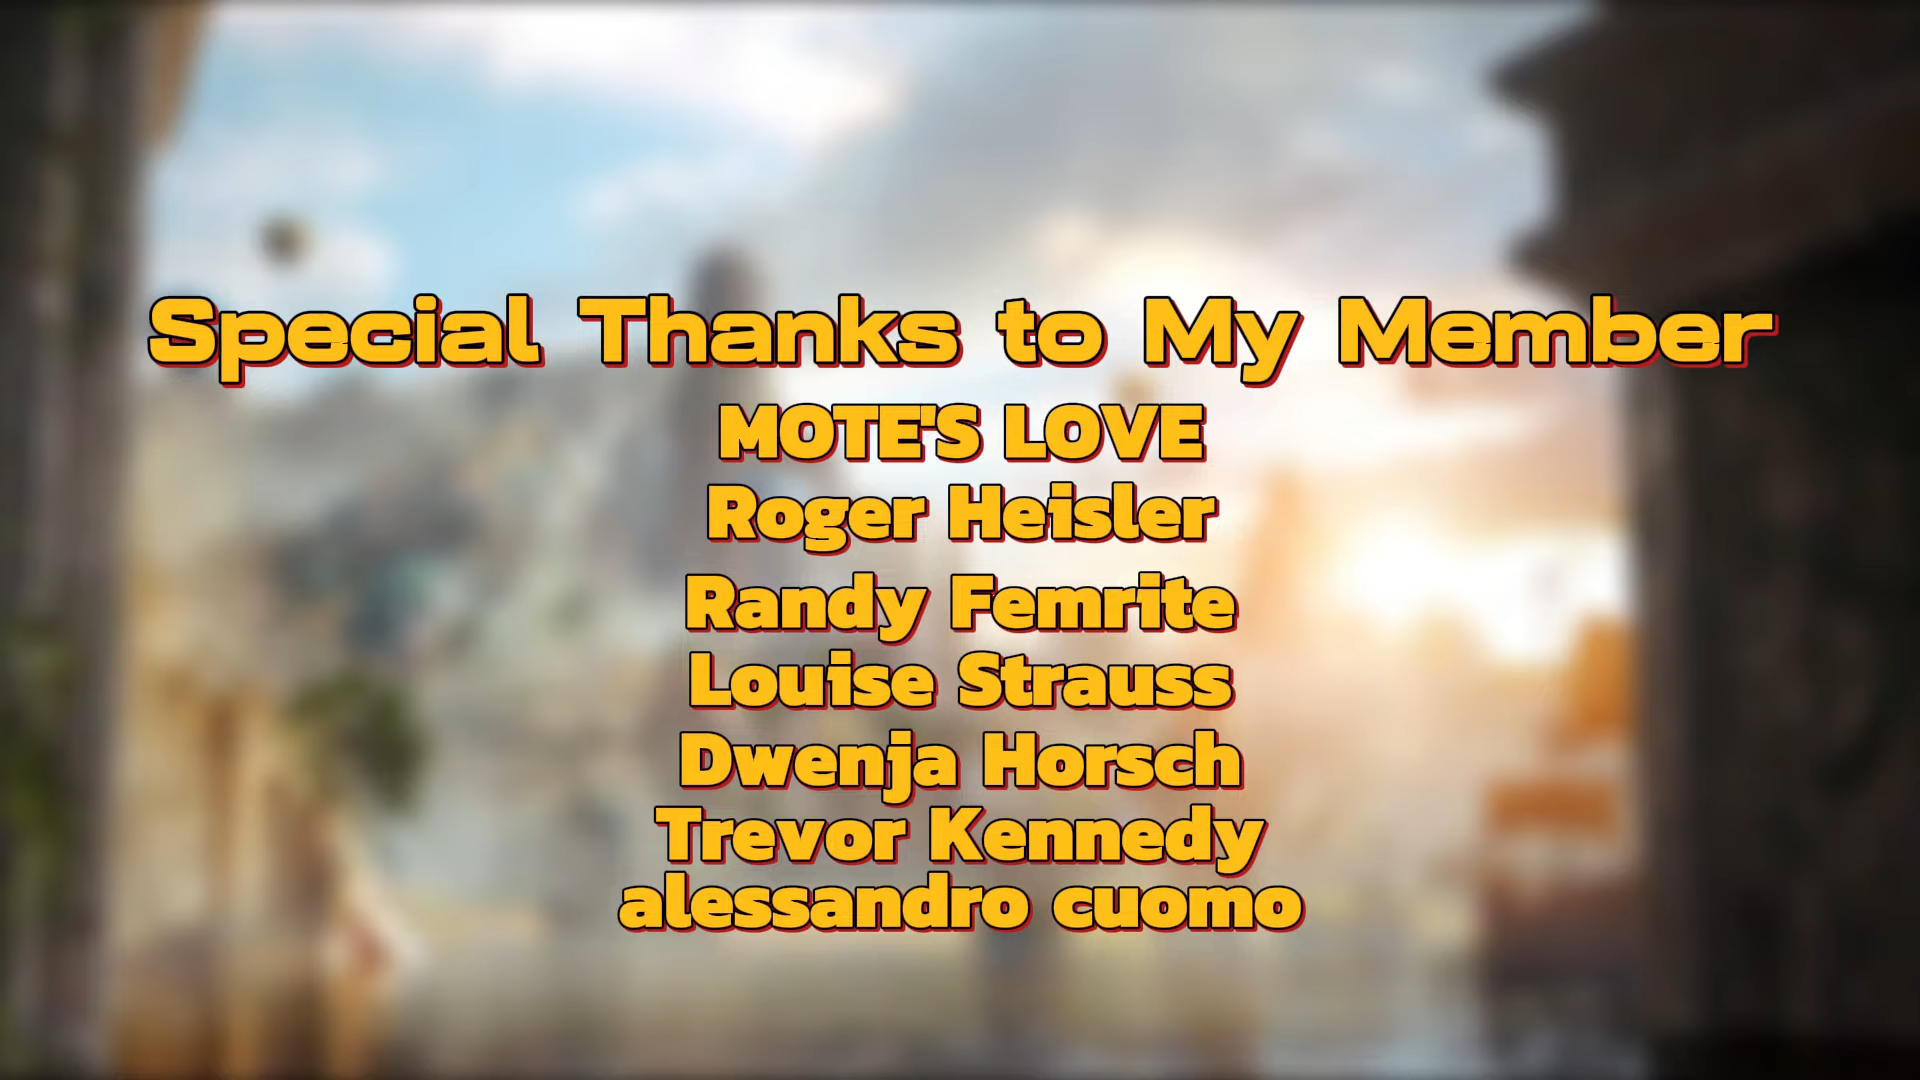 Special Thanks to My Member
MOTE'S LOVE
Roger Heisler
Randy Femrite
Louise Strauss
Dwenja Horsch
Trevor Kennedy
alessandro cuomo